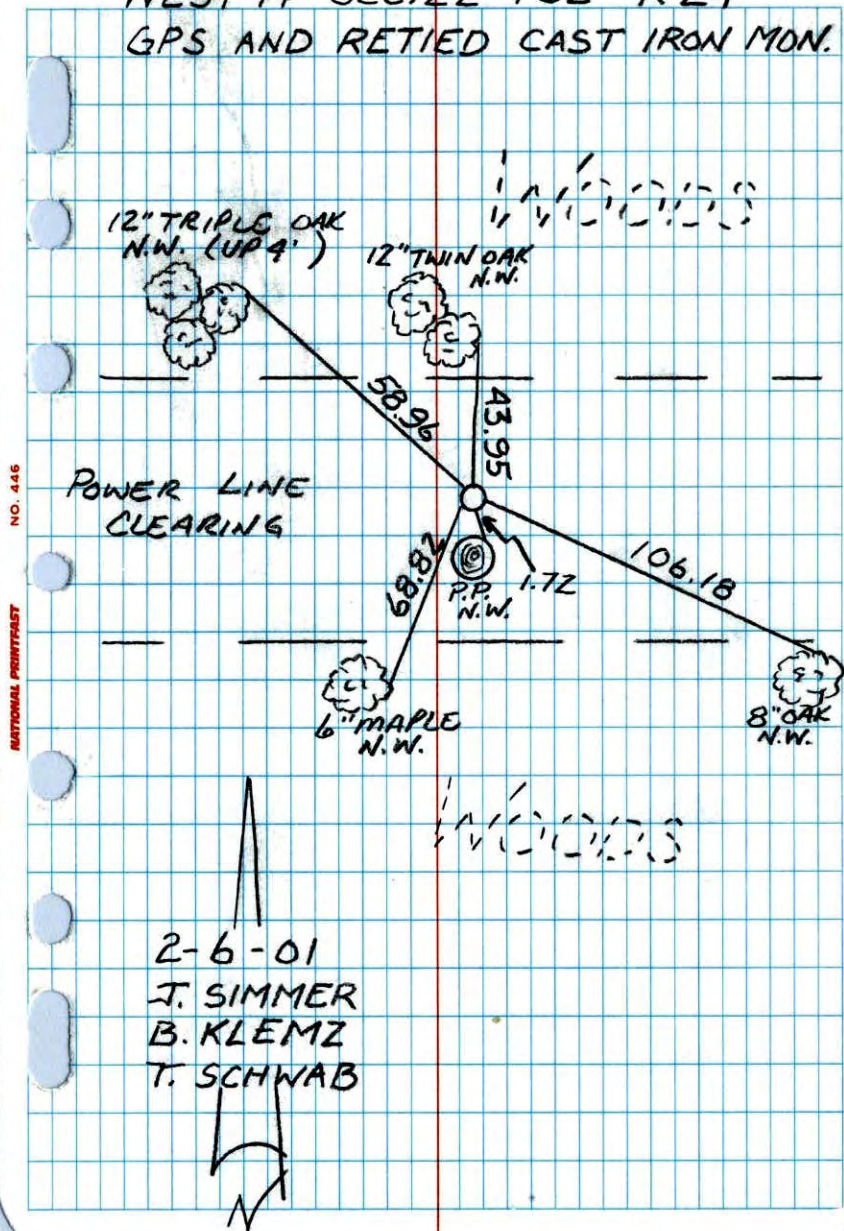 GPS AND RETIED CAST IRON MON.
WOODS
12" TRIPLE OAK
N.W. (UP 4')
12" TWIN OAK
N.W.
58.96
43.95
POWER LINE
CLEARING
68.82
P.P.
N.W.
1.72
106.18
6" MAPLE
N.W.
8" OAK
N.W.
WOODS
2-6-01
J. SIMMER
B. KLEMZ
T. SCHWAB
N
NO. 446
NATIONAL PRINTFAST